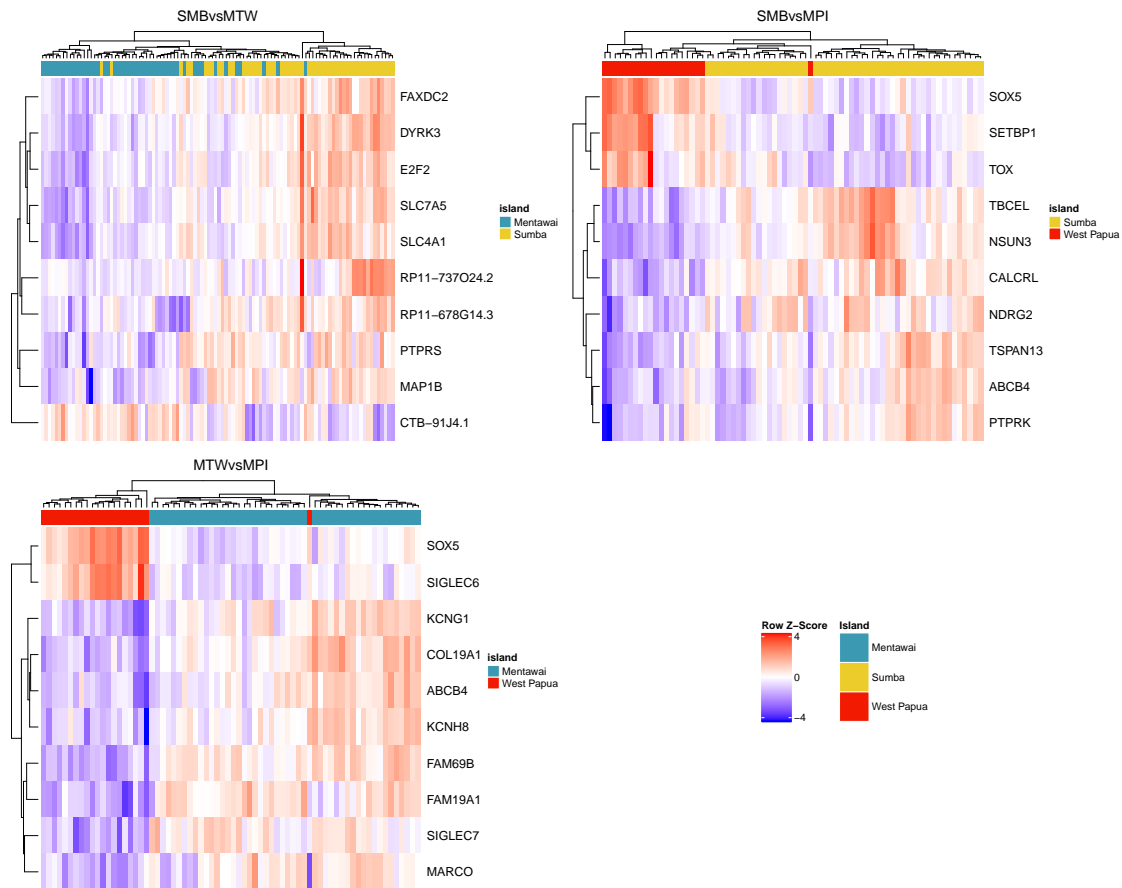 SMBvsMTW
FAXDC2
DYRK3
E2F2
SLC7A5
SLC4A1
RP11−737O24.2
RP11−678G14.3
PTPRS
MAP1B
CTB−91J4.1
island
Mentawai
Sumba
SMBvsMPI
SOX5
SETBP1
TOX
TBCEL
NSUN3
CALCRL
NDRG2
TSPAN13
ABCB4
PTPRK
island
Sumba
West Papua
MTWvsMPI
SOX5
SIGLEC6
KCNG1
COL19A1
ABCB4
KCNH8
FAM69B
FAM19A1
SIGLEC7
MARCO
island
Mentawai
West Papua
Row Z−Score
4
0
−4
Island
Mentawai
Sumba
West Papua